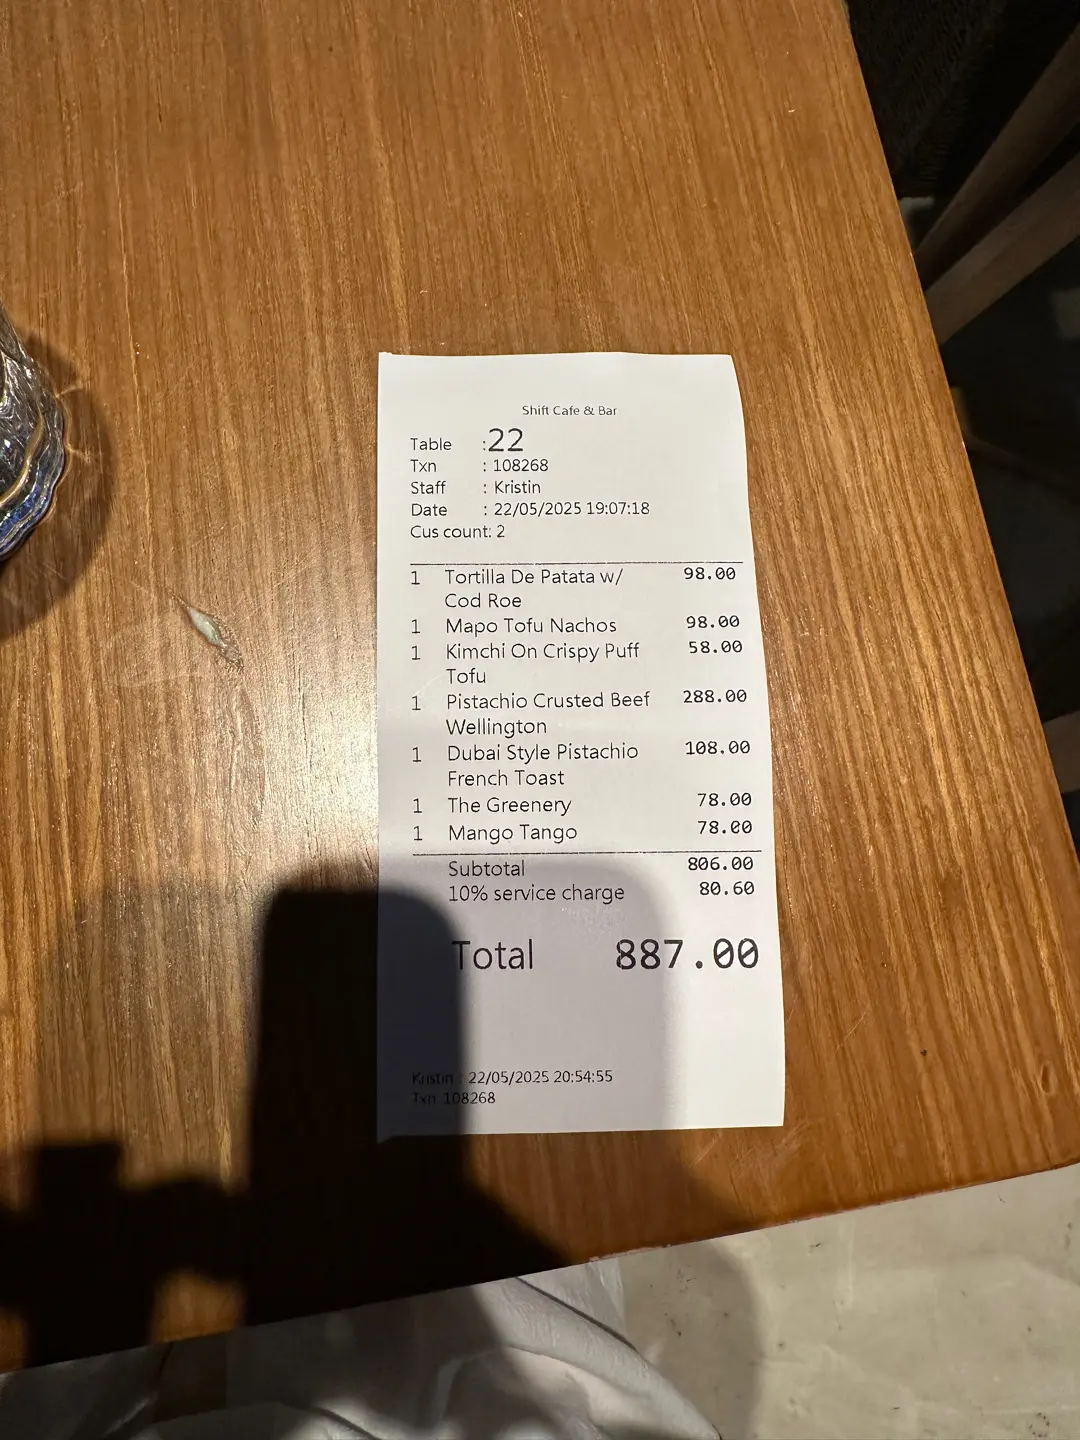 Shift Cafe & Bar
Table :22
Txn : 108268
Staff : Kristin
Date : 22/05/2025 19:07:18
Cus count: 2
1 Tortilla De Patata w/ 98.00
Cod Roe
1 Mapo Tofu Nachos 98.00
1 Kimchi On Crispy Puff 58.00
Tofu
1 Pistachio Crusted Beef 288.00
Wellington
1 Dubai Style Pistachio 108.00
French Toast
1 The Greenery 78.00
1 Mango Tango 78.00
Subtotal 806.00
10% service charge 80.60
Total 887.00
Kristin : 22/05/2025 20:54:55
Txn: 108268